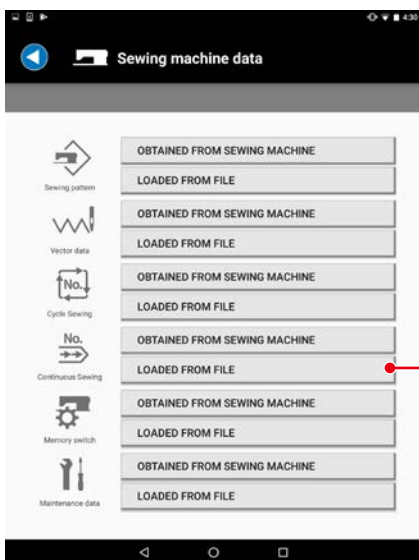 4:30
Sewing machine data
OBTAINED FROM SEWING MACHINE
LOADED FROM FILE
Sewing pattern
OBTAINED FROM SEWING MACHINE
LOADED FROM FILE
Vector data
No.
OBTAINED FROM SEWING MACHINE
LOADED FROM FILE
Cycle Sewing
No.
OBTAINED FROM SEWING MACHINE
LOADED FROM FILE
Continuous Sewing
OBTAINED FROM SEWING MACHINE
LOADED FROM FILE
Memory switch
OBTAINED FROM SEWING MACHINE
LOADED FROM FILE
Maintenance data